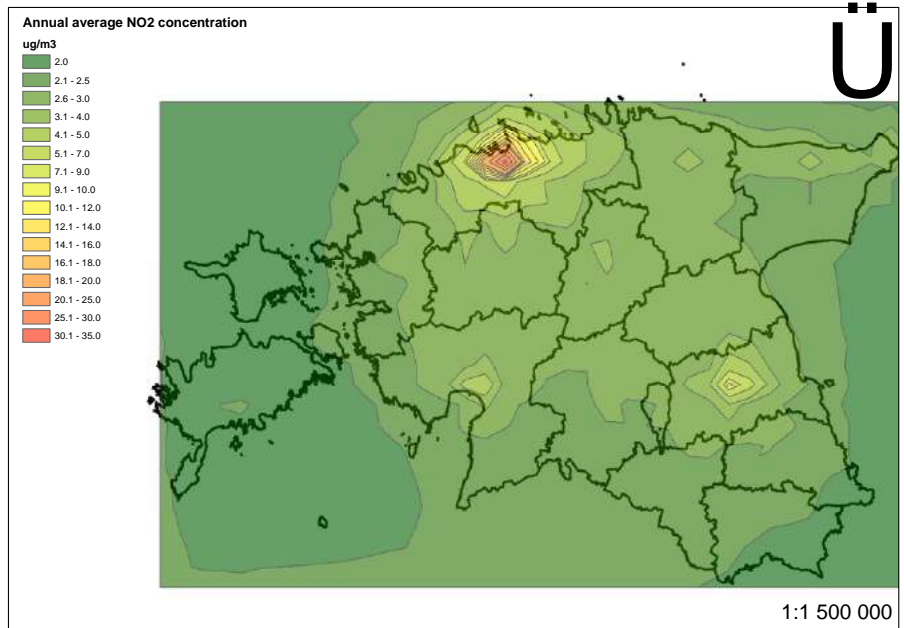 Annual average NO2 concentration
ug/m3
2.0
2.1 - 2.5
2.6 - 3.0
3.1 - 4.0
4.1 - 5.0
5.1 - 7.0
7.1 - 9.0
9.1 - 10.0
10.1 - 12.0
12.1 - 14.0
14.1 - 16.0
16.1 - 18.0
18.1 - 20.0
20.1 - 25.0
25.1 - 30.0
30.1 - 35.0
Ü
1:1 500 000